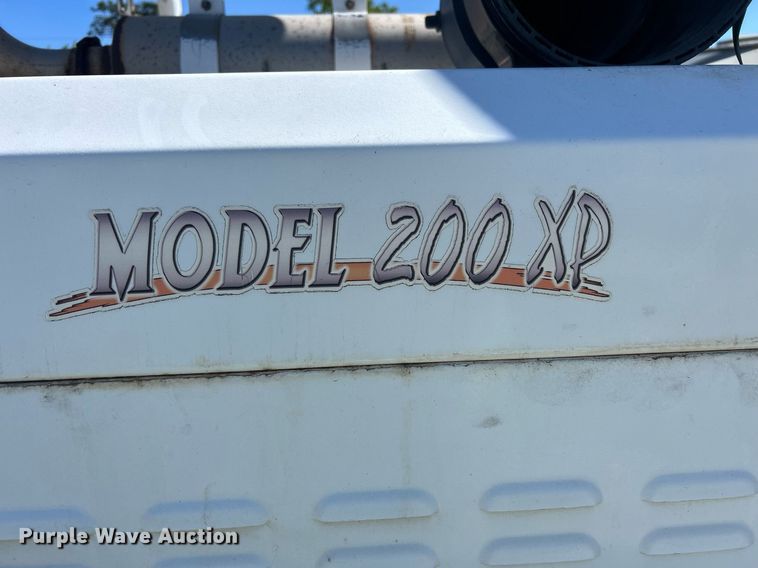 MODEL 200 XP
Purple Wave Auction